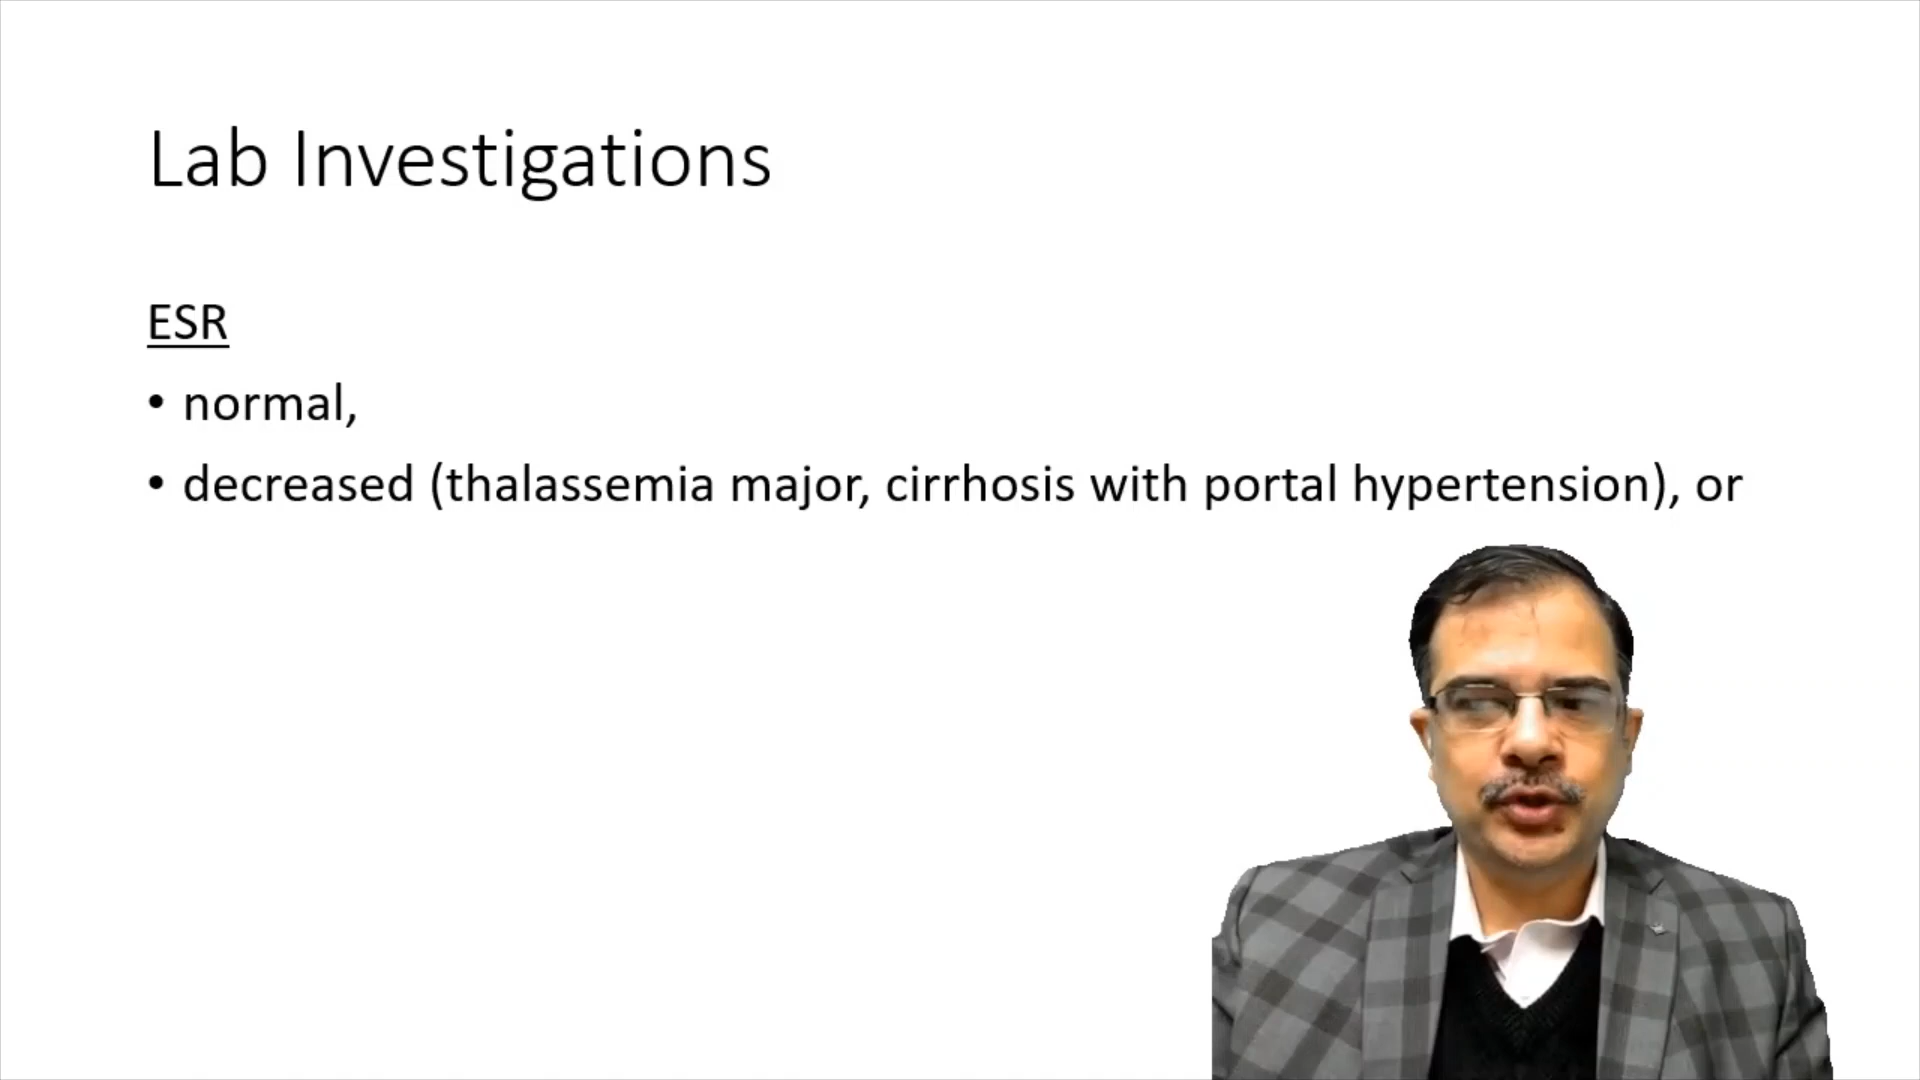 Lab Investigations
ESR
• normal,
• decreased (thalassemia major, cirrhosis with portal hypertension), or